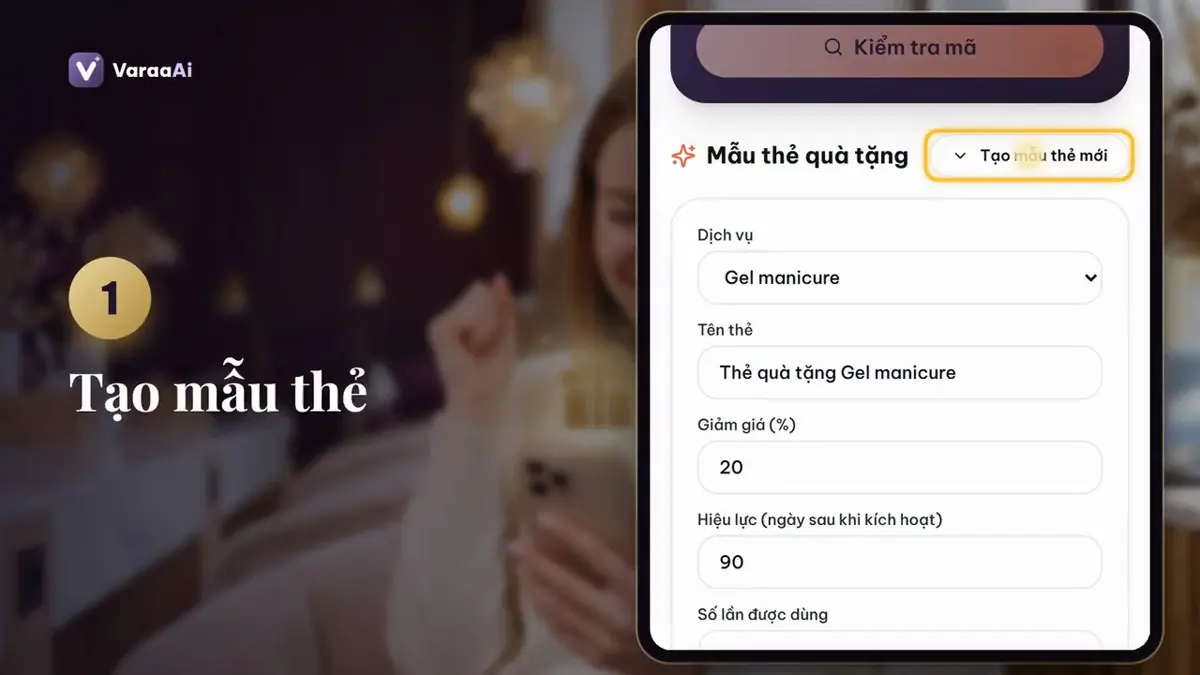 VaraaAi
1
Tạo mẫu thẻ
Kiểm tra mã
Mẫu thẻ quà tặng
Tạo mẫu thẻ mới
Dịch vụ
Gel manicure
Tên thẻ
Thẻ quà tặng Gel manicure
Giảm giá (%)
20
Hiệu lực (ngày sau khi kích hoạt)
90
Số lần được dùng